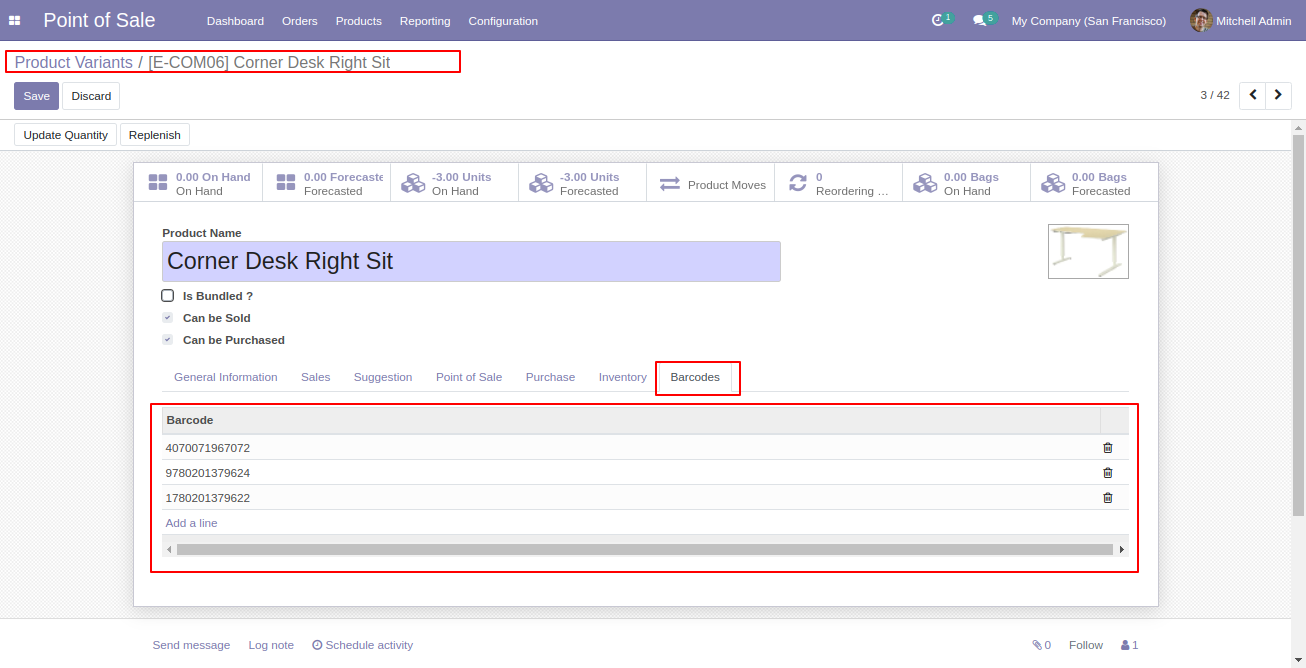 Point of Sale Dashboard Orders Products Reporting Configuration 1 5 My Company (San Francisco) Mitchell Admin
Product Variants / [E-COM06] Corner Desk Right Sit
Save Discard 3 / 42
Update Quantity Replenish
0.00 On Hand 0.00 Forecaste -3.00 Units -3.00 Units Product Moves 0 0.00 Bags 0.00 Bags
On Hand Forecasted On Hand Forecasted Reordering ... On Hand Forecasted
Product Name
Corner Desk Right Sit
Is Bundled ?
Can be Sold
Can be Purchased
General Information Sales Suggestion Point of Sale Purchase Inventory Barcodes
Barcode
4070071967072
9780201379624
1780201379622
Add a line
Send message Log note Schedule activity 0 Follow 1